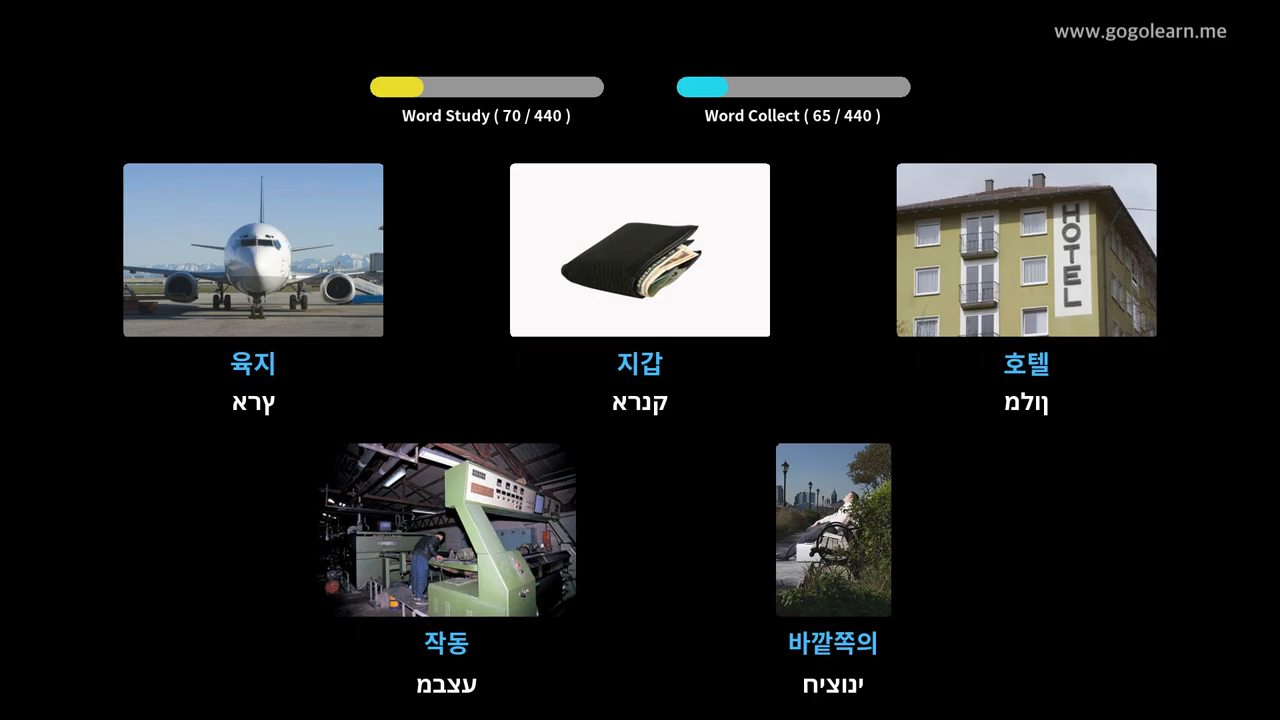 www.gogolearn.me
Word Study ( 70 / 440 )
Word Collect ( 65 / 440 )
육지
ארץ
지갑
ארנק
호텔
מלון
HOTEL
작동
מבצע
바깥쪽의
חיצוני